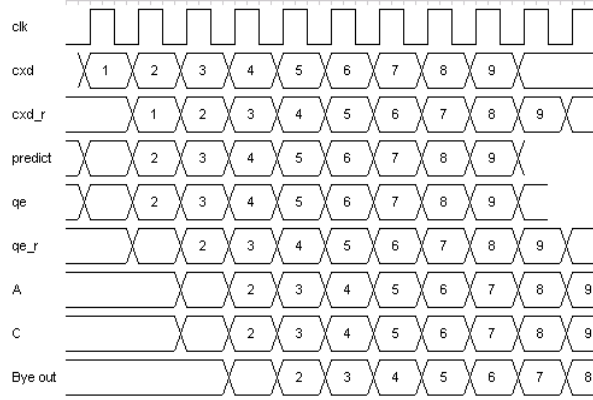 clk
cxd 1 2 3 4 5 6 7 8 9
cxd_r 1 2 3 4 5 6 7 8 9
predict 2 3 4 5 6 7 8 9
qe 2 3 4 5 6 7 8 9
qe_r 2 3 4 5 6 7 8 9
A 2 3 4 5 6 7 8 9
C 2 3 4 5 6 7 8 9
Bye out 2 3 4 5 6 7 8